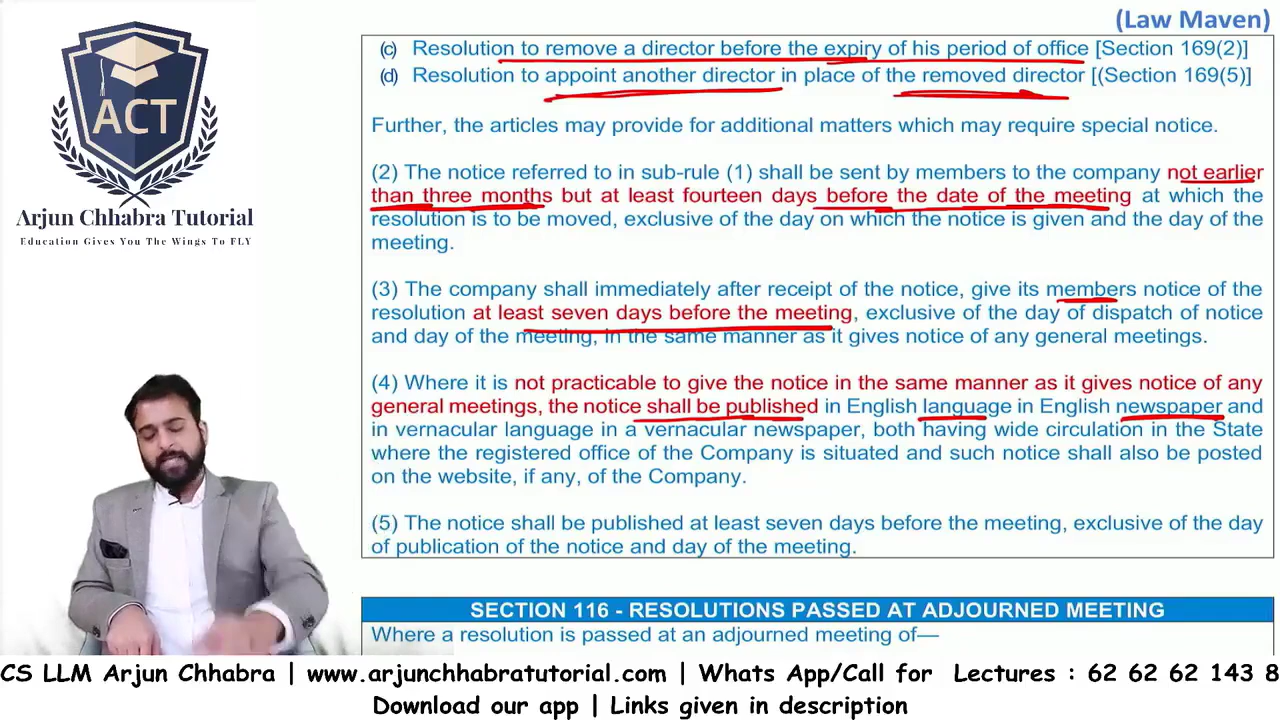 (Law Maven)
ACT
Arjun Chhabra Tutorial
Education Gives You The Wings To FLY
(c) Resolution to remove a director before the expiry of his period of office [Section 169(2)]
(d) Resolution to appoint another director in place of the removed director [(Section 169(5)]
Further, the articles may provide for additional matters which may require special notice.
(2) The notice referred to in sub-rule (1) shall be sent by members to the company not earlier
than three months but at least fourteen days before the date of the meeting at which the
resolution is to be moved, exclusive of the day on which the notice is given and the day of the
meeting.
(3) The company shall immediately after receipt of the notice, give its members notice of the
resolution at least seven days before the meeting, exclusive of the day of dispatch of notice
and day of the meeting, in the same manner as it gives notice of any general meetings.
(4) Where it is not practicable to give the notice in the same manner as it gives notice of any
general meetings, the notice shall be published in English language in English newspaper and
in vernacular language in a vernacular newspaper, both having wide circulation in the State
where the registered office of the Company is situated and such notice shall also be posted
on the website, if any, of the Company.
(5) The notice shall be published at least seven days before the meeting, exclusive of the day
of publication of the notice and day of the meeting.
SECTION 116 - RESOLUTIONS PASSED AT ADJOURNED MEETING
Where a resolution is passed at an adjourned meeting of—
CS LLM Arjun Chhabra | www.arjunchhabratutorial.com | Whats App/Call for Lectures : 62 62 62 143 8
Download our app | Links given in description